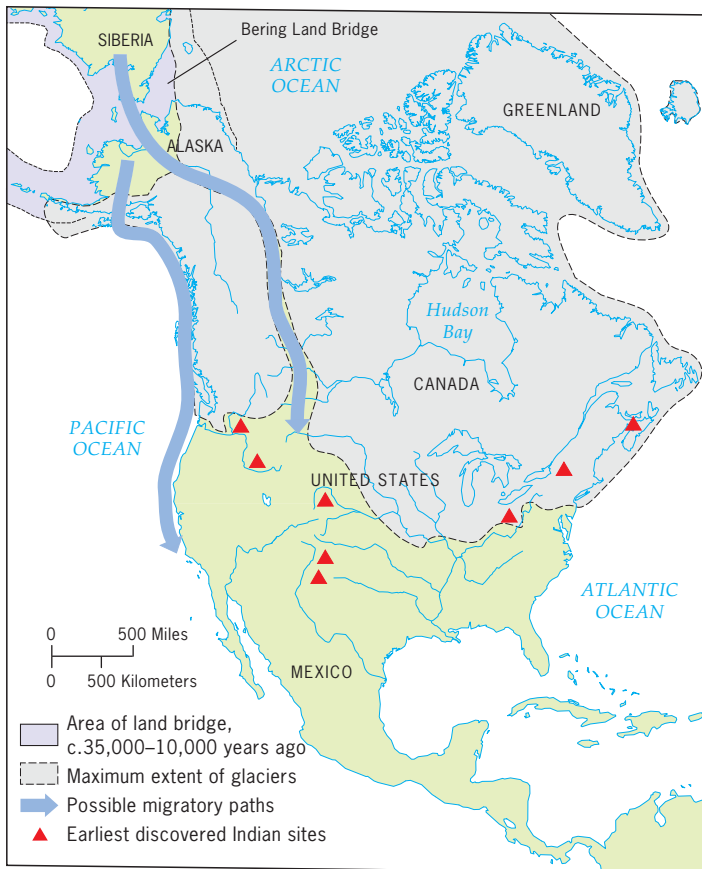 SIBERIA
Bering Land Bridge
ARCTIC
OCEAN
GREENLAND
ALASKA
Hudson
Bay
CANADA
PACIFIC
OCEAN
UNITED STATES
ATLANTIC
OCEAN
MEXICO
0 500 Miles
0 500 Kilometers
Area of land bridge,
c.35,000–10,000 years ago
Maximum extent of glaciers
Possible migratory paths
Earliest discovered Indian sites